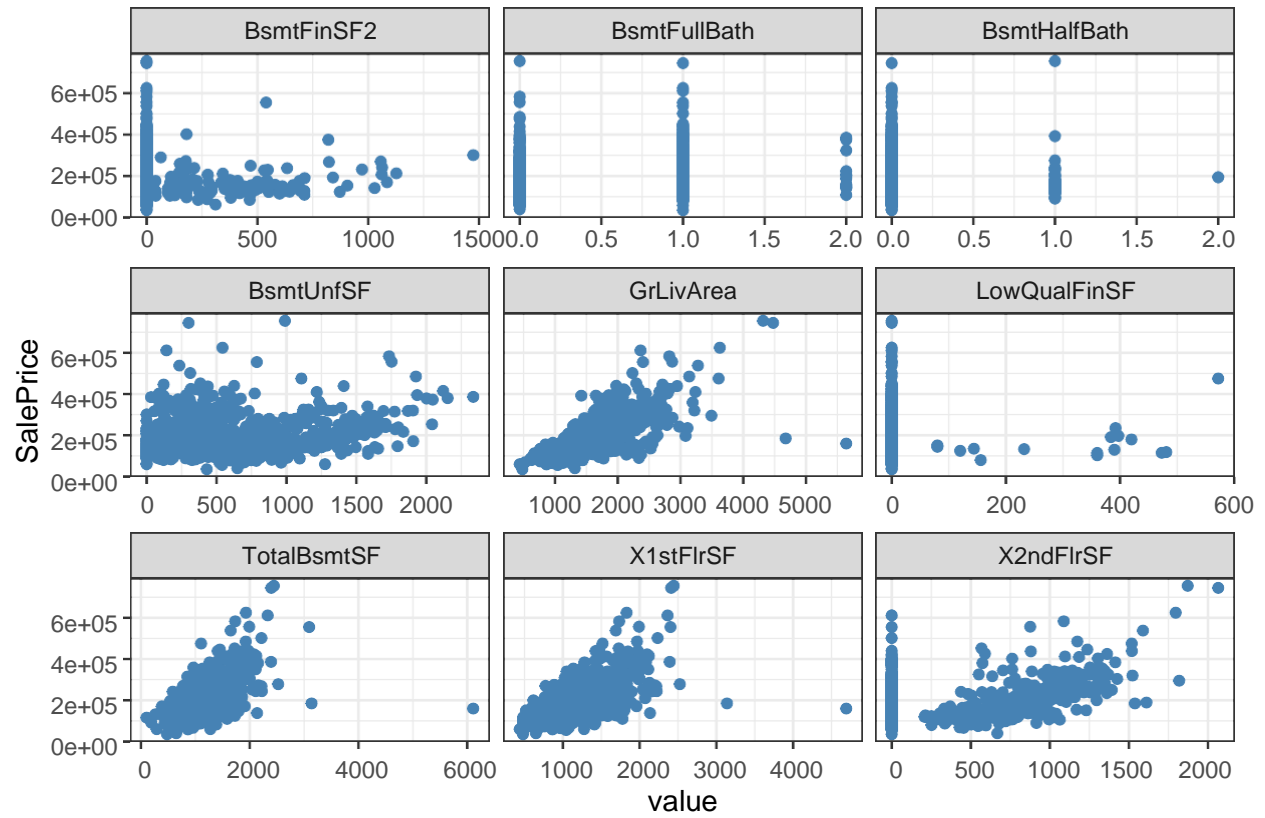 BsmtFinSF2 BsmtFullBath BsmtHalfBath
6e+05
4e+05
2e+05
0e+00
0 500 1000 1500 0.0 0.5 1.0 1.5 2.0 0.0 0.5 1.0 1.5 2.0
BsmtUnfSF GrLivArea LowQualFinSF
6e+05
4e+05
2e+05
0e+00
0 500 1000 1500 2000 1000 2000 3000 4000 5000 0 200 400 600
SalePrice
TotalBsmtSF X1stFlrSF X2ndFlrSF
6e+05
4e+05
2e+05
0e+00
0 2000 4000 6000 1000 2000 3000 4000 0 500 1000 1500 2000
value